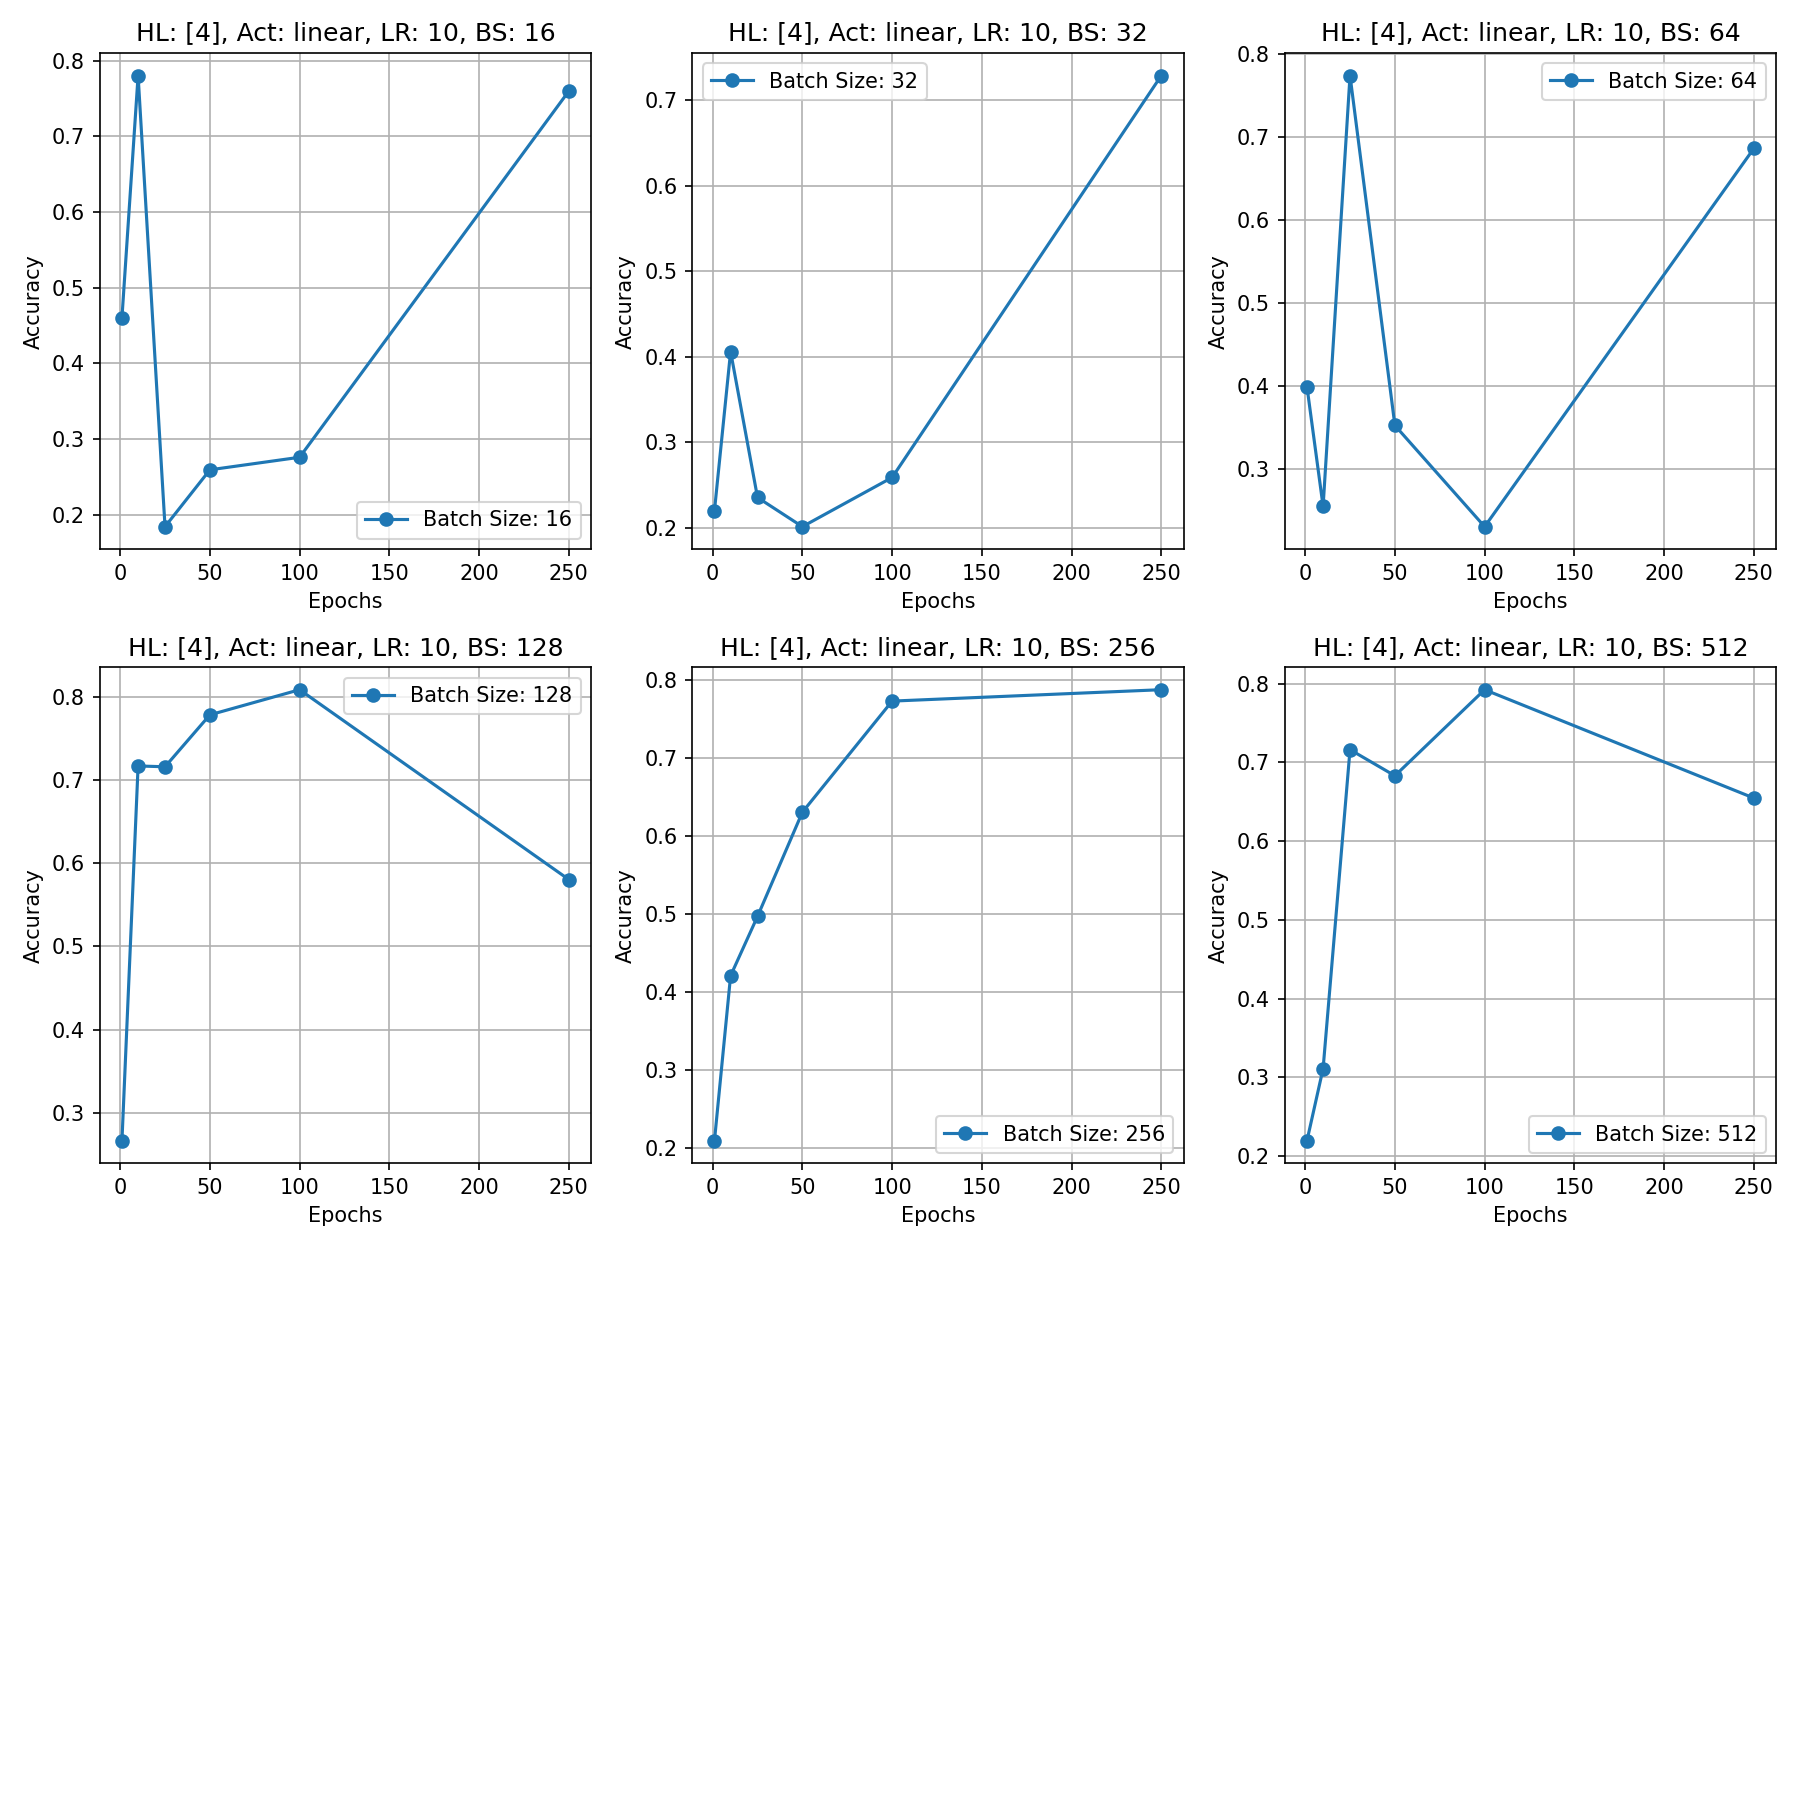 HL: [4], Act: linear, LR: 10, BS: 16
0.8
0.7
0.6
0.5
0.4
0.3
0.2
Accuracy
Batch Size: 16
0 50 100 150 200 250
Epochs
HL: [4], Act: linear, LR: 10, BS: 32
Batch Size: 32
0.7
0.6
0.5
0.4
0.3
0.2
Accuracy
0 50 100 150 200 250
Epochs
HL: [4], Act: linear, LR: 10, BS: 64
Batch Size: 64
0.8
0.7
0.6
0.5
0.4
0.3
Accuracy
0 50 100 150 200 250
Epochs
HL: [4], Act: linear, LR: 10, BS: 128
Batch Size: 128
0.8
0.7
0.6
0.5
0.4
0.3
Accuracy
0 50 100 150 200 250
Epochs
HL: [4], Act: linear, LR: 10, BS: 256
0.8
0.7
0.6
0.5
0.4
0.3
0.2
Accuracy
Batch Size: 256
0 50 100 150 200 250
Epochs
HL: [4], Act: linear, LR: 10, BS: 512
0.8
0.7
0.6
0.5
0.4
0.3
0.2
Accuracy
Batch Size: 512
0 50 100 150 200 250
Epochs